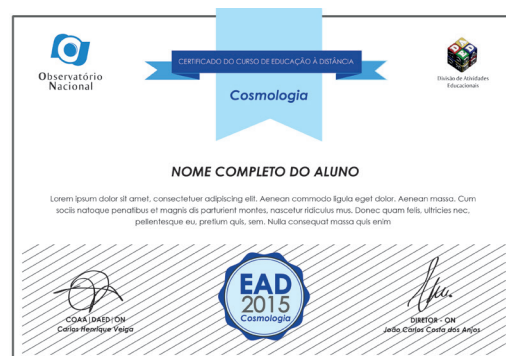 Observatório
Nacional
CERTIFICADO DO CURSO DE EDUCAÇÃO À DISTÂNCIA
Cosmologia
DAED
Divisão de Atividades
Educacionais
NOME COMPLETO DO ALUNO
Lorem ipsum dolor sit amet, consectetuer adipiscing elit. Aenean commodo ligula eget dolor. Aenean massa. Cum
sociis natoque penatibus et magnis dis parturient montes, nascetur ridiculus mus. Donec quam felis, ultricies nec,
pellentesque eu, pretium quis, sem. Nulla consequat massa quis enim
COAA|DAED|ON
Carlos Henrique Veiga
EAD
2015
Cosmologia
DIRETOR - ON
João Carlos Costa dos Anjos